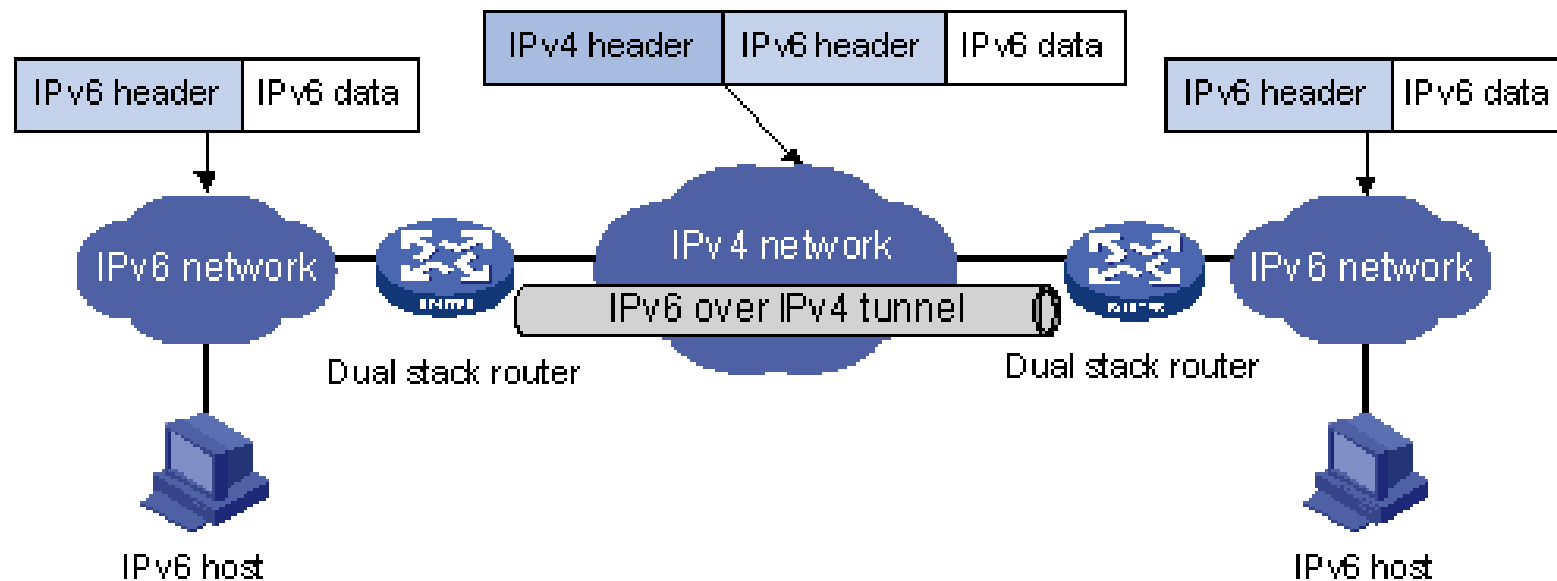 IPv4 header IPv6 header IPv6 data
IPv6 header IPv6 data
IPv6 header IPv6 data
IPv6 network
IPv4 network
IPv6 network
IPv6 over IPv4 tunnel
Dual stack router
Dual stack router
IPv6 host
IPv6 host